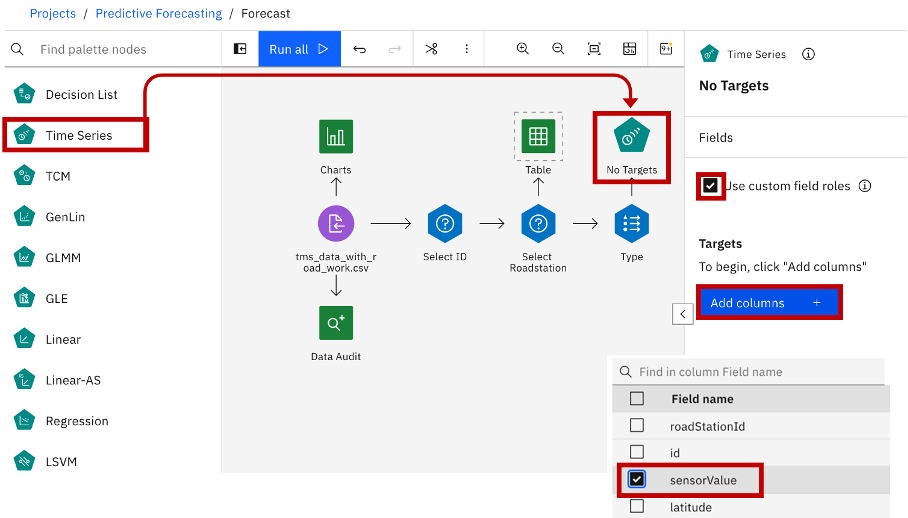 Projects / Predictive Forecasting / Forecast
Find palette nodes
Run all
Decision List
Time Series
TCM
GenLin
GLMM
GLE
Linear
Linear-AS
Regression
LSVM
Charts
Table
No Targets
tms_data_with_r
oad_work.csv
Select ID
Select
Roadstation
Type
Data Audit
Time Series
No Targets
Fields
Use custom field roles
Targets
To begin, click "Add columns"
Add columns +
Find in column Field name
Field name
roadStationId
id
sensorValue
latitude